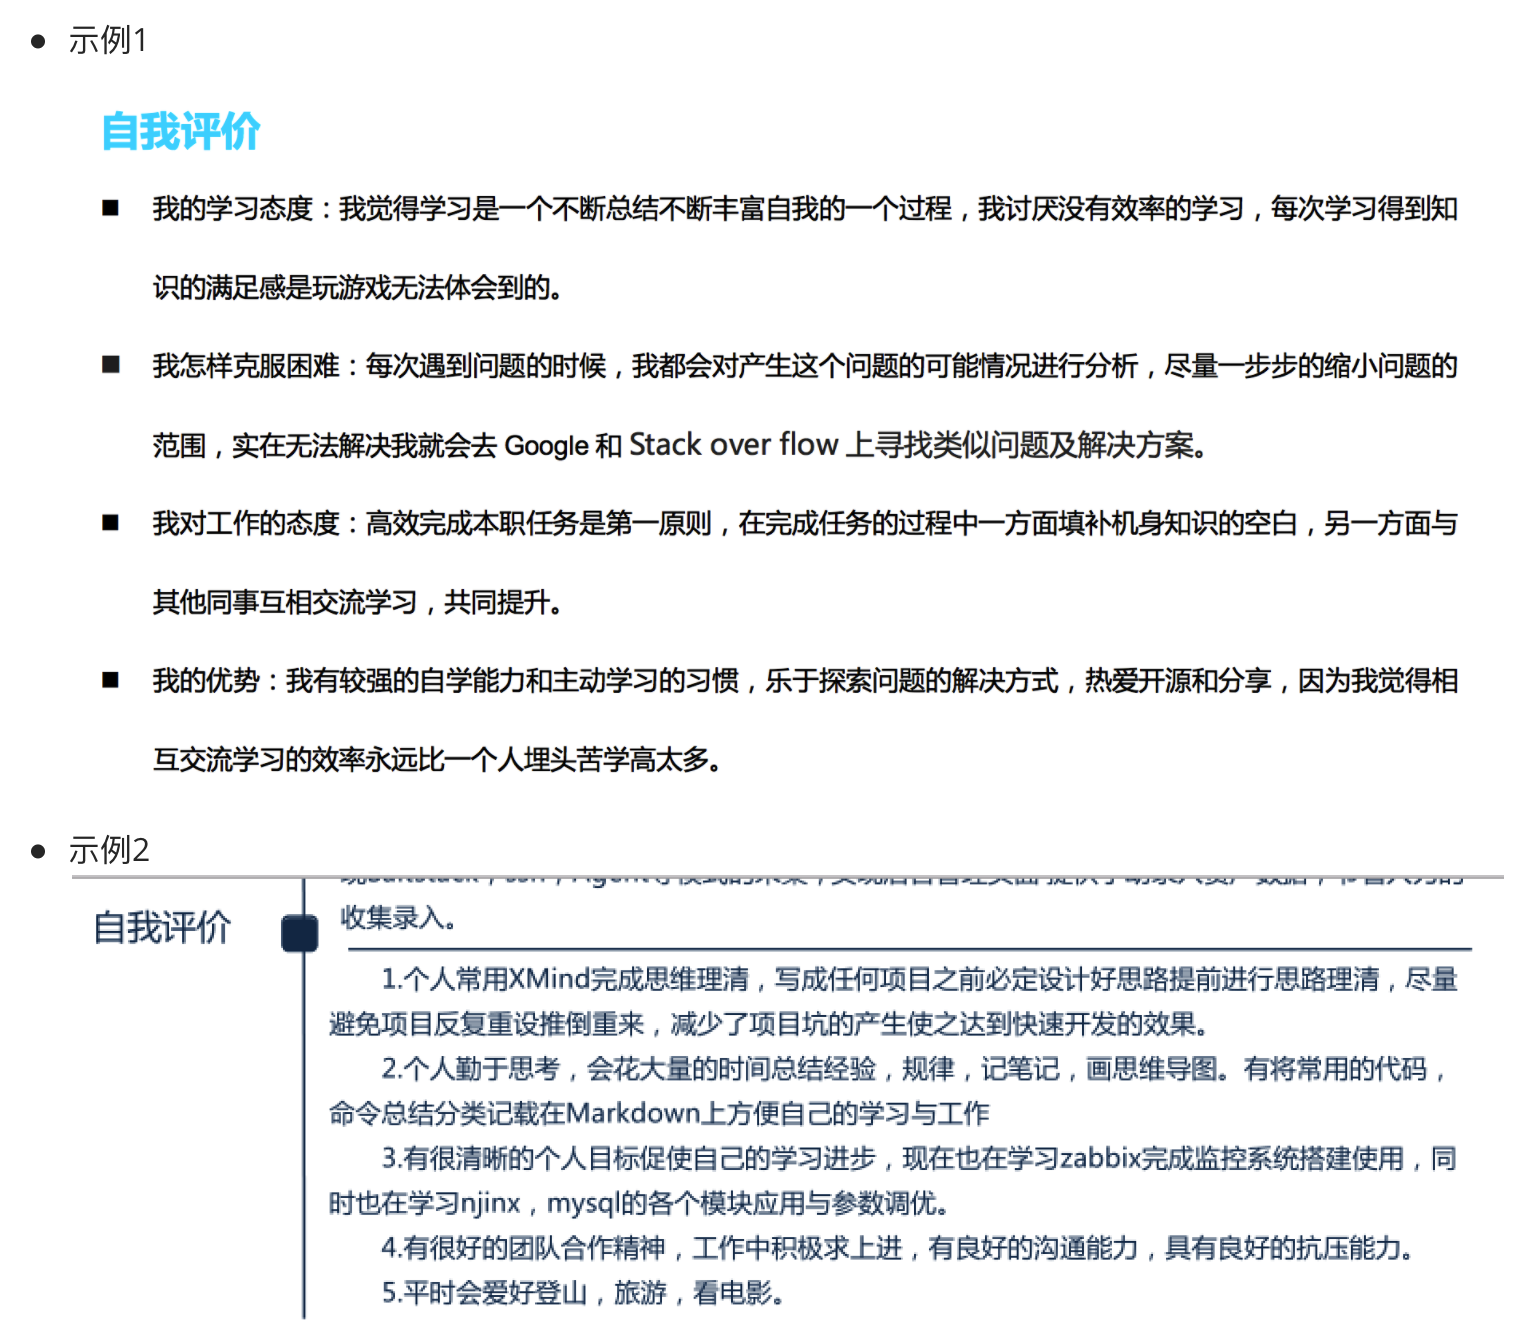 ● 示例1
自我评价
■ 我的学习态度：我觉得学习是一个不断总结不断丰富自我的一个过程，我讨厌没有效率的学习，每次学习得到知
识的满足感是玩游戏无法体会到的。
■ 我怎样克服困难：每次遇到问题的时候，我都会对产生这个问题的可能情况进行分析，尽量一步步的缩小问题的
范围，实在无法解决我就会去 Google 和 Stack over flow 上寻找类似问题及解决方案。
■ 我对工作的态度：高效完成本职任务是第一原则，在完成任务的过程中一方面填补机身知识的空白，另一方面与
其他同事互相交流学习，共同提升。
■ 我的优势：我有较强的自学能力和主动学习的习惯，乐于探索问题的解决方式，热爱开源和分享，因为我觉得相
互交流学习的效率永远比一个人埋头苦学高太多。
● 示例2
收集录入。
自我评价
1.个人常用XMind完成思维理清，写成任何项目之前必定设计好思路提前进行思路理清，尽量
避免项目反复重设推倒重来，减少了项目坑的产生使之达到快速开发的效果。
2.个人勤于思考，会花大量的时间总结经验，规律，记笔记，画思维导图。有将常用的代码，
命令总结分类记载在Markdown上方便自己的学习与工作
3.有很清晰的个人目标促使自己的学习进步，现在也在学习zabbix完成监控系统搭建使用，同
时也在学习njinx，mysql的各个模块应用与参数调优。
4.有很好的团队合作精神，工作中积极求上进，有良好的沟通能力，具有良好的抗压能力。
5.平时会爱好登山，旅游，看电影。